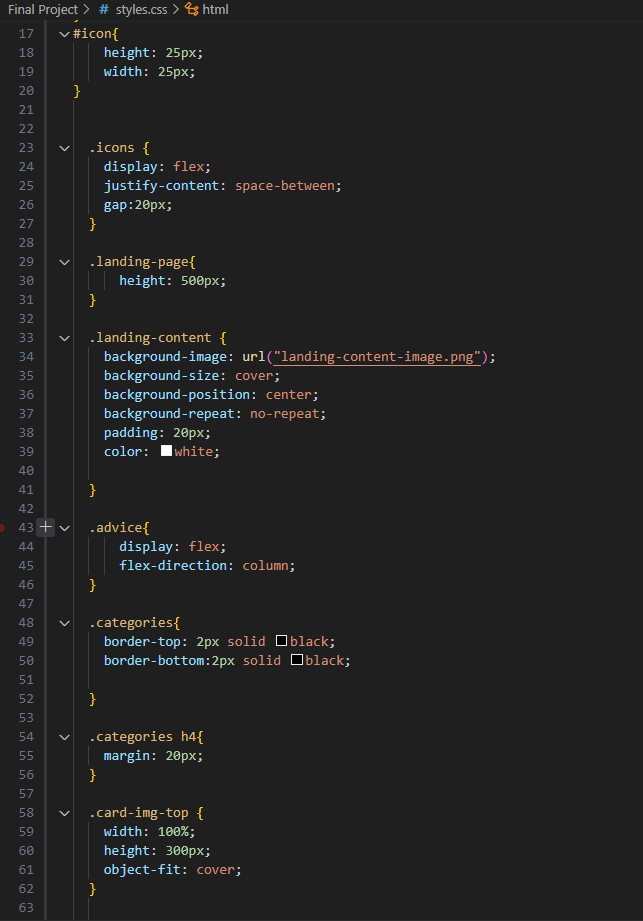 Final Project > # styles.css > html
17 #icon{
18 height: 25px;
19 width: 25px;
20 }
21
22
23 .icons {
24 display: flex;
25 justify-content: space-between;
26 gap:20px;
27 }
28
29 .landing-page{
30 height: 500px;
31 }
32
33 .landing-content {
34 background-image: url("landing-content-image.png");
35 background-size: cover;
36 background-position: center;
37 background-repeat: no-repeat;
38 padding: 20px;
39 color: white;
40
41 }
42
43 .advice{
44 display: flex;
45 flex-direction: column;
46 }
47
48 .categories{
49 border-top: 2px solid black;
50 border-bottom:2px solid black;
51
52 }
53
54 .categories h4{
55 margin: 20px;
56 }
57
58 .card-img-top {
59 width: 100%;
60 height: 300px;
61 object-fit: cover;
62 }
63